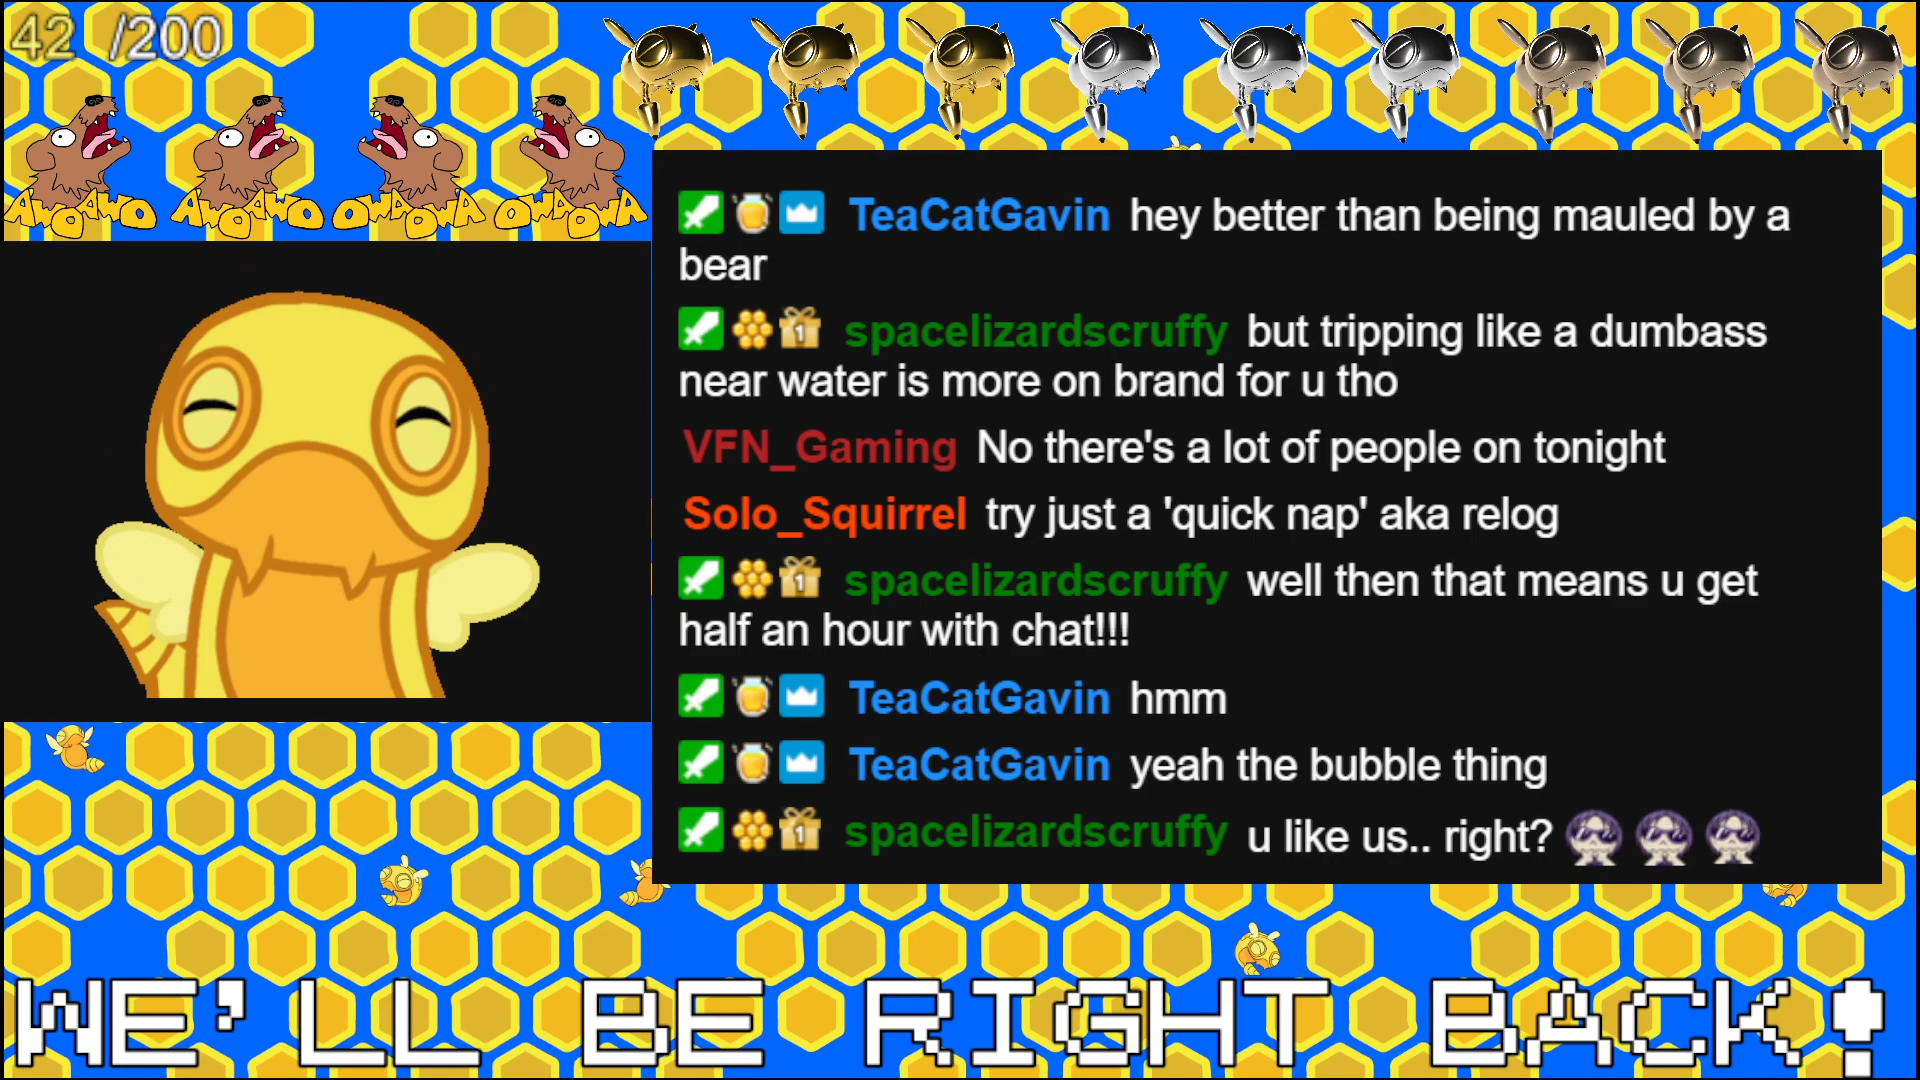 42 /200
AWOAWO AWOAWO OWAOWA OWAOWA
TeaCatGavin hey better than being mauled by a
bear
spacelizardscruffy but tripping like a dumbass
near water is more on brand for u tho
VFN_Gaming No there's a lot of people on tonight
Solo_Squirrel try just a 'quick nap' aka relog
spacelizardscruffy well then that means u get
half an hour with chat!!!
TeaCatGavin hmm
TeaCatGavin yeah the bubble thing
spacelizardscruffy u like us.. right?
WE'LL BE RIGHT BACK!